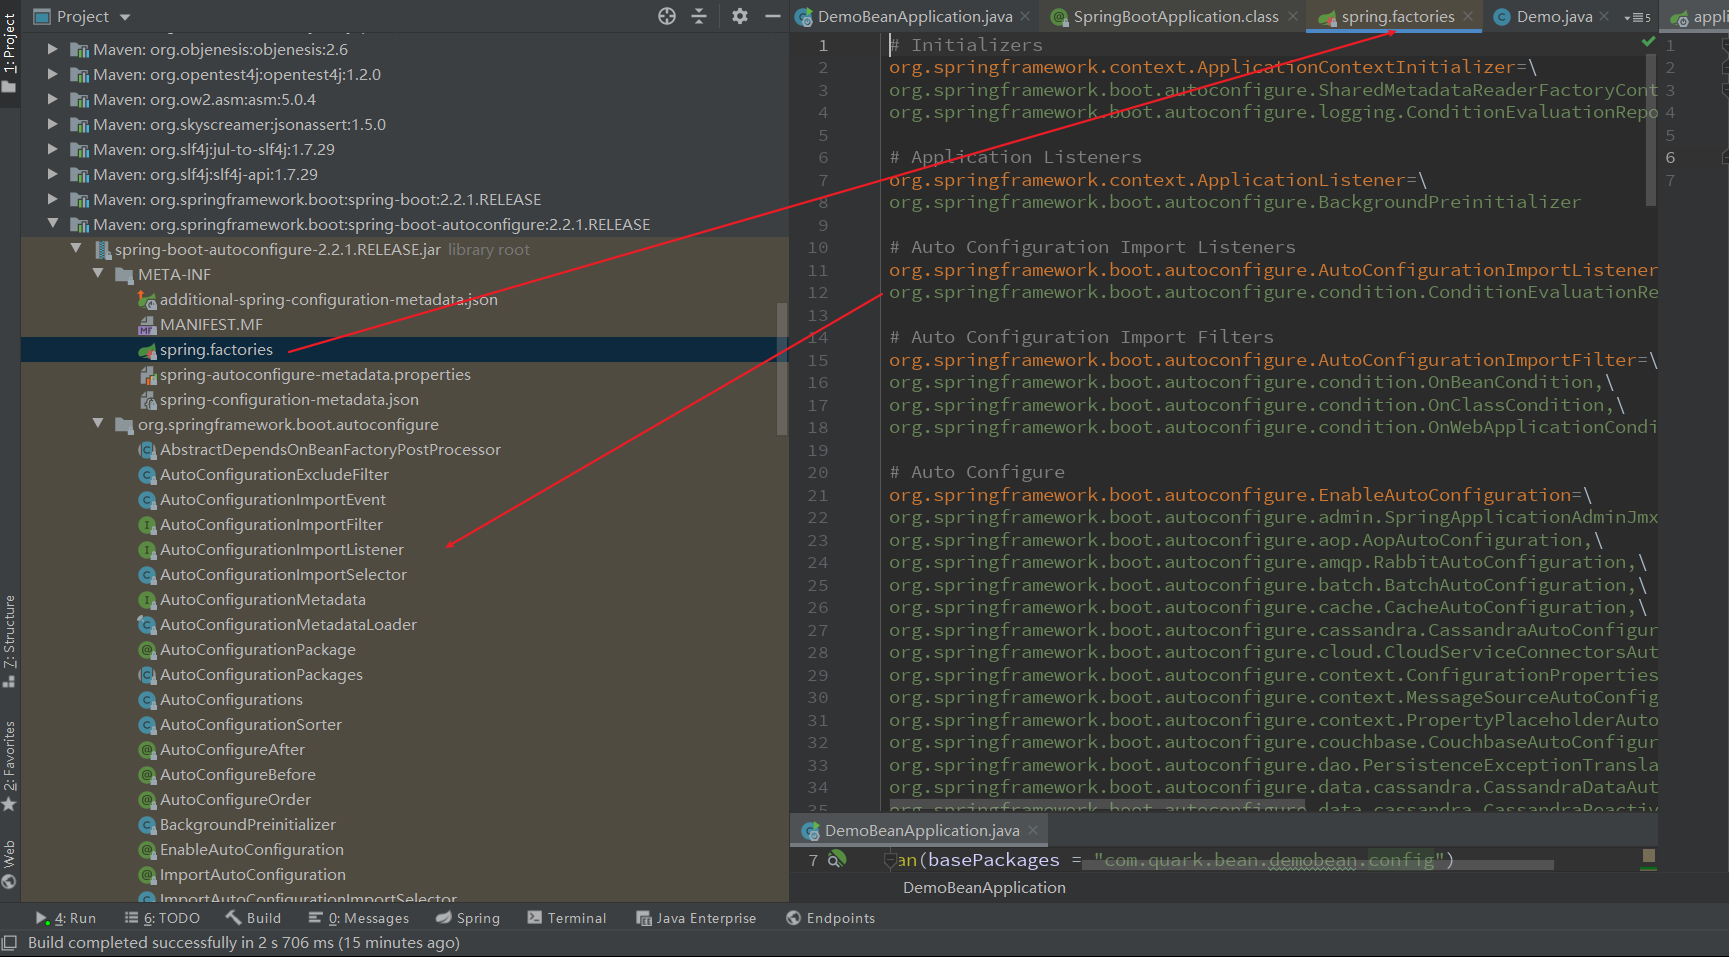 Project
1: Project
Maven: org.objenesis:objenesis:2.6
Maven: org.opentest4j:opentest4j:1.2.0
Maven: org.ow2.asm:asm:5.0.4
Maven: org.skyscreamer:jsonassert:1.5.0
Maven: org.slf4j:jul-to-slf4j:1.7.29
Maven: org.slf4j:slf4j-api:1.7.29
Maven: org.springframework.boot:spring-boot:2.2.1.RELEASE
Maven: org.springframework.boot:spring-boot-autoconfigure:2.2.1.RELEASE
spring-boot-autoconfigure-2.2.1.RELEASE.jar library root
META-INF
additional-spring-configuration-metadata.json
MANIFEST.MF
spring.factories
spring-autoconfigure-metadata.properties
spring-configuration-metadata.json
org.springframework.boot.autoconfigure
AbstractDependsOnBeanFactoryPostProcessor
AutoConfigurationExcludeFilter
AutoConfigurationImportEvent
AutoConfigurationImportFilter
AutoConfigurationImportListener
AutoConfigurationImportSelector
AutoConfigurationMetadata
AutoConfigurationMetadataLoader
AutoConfigurationPackage
AutoConfigurationPackages
AutoConfigurations
AutoConfigurationSorter
AutoConfigureAfter
AutoConfigureBefore
AutoConfigureOrder
BackgroundPreinitializer
EnableAutoConfiguration
ImportAutoConfiguration
ImportAutoConfigurationImportSelector
7: Structure
2: Favorites
Web
DemoBeanApplication.java SpringBootApplication.class spring.factories Demo.java 5 appli
1 # Initializers
2 org.springframework.context.ApplicationContextInitializer=\
3 org.springframework.boot.autoconfigure.SharedMetadataReaderFactoryCont
4 org.springframework.boot.autoconfigure.logging.ConditionEvaluationRepo
5
6 # Application Listeners
7 org.springframework.context.ApplicationListener=\
8 org.springframework.boot.autoconfigure.BackgroundPreinitializer
9
10 # Auto Configuration Import Listeners
11 org.springframework.boot.autoconfigure.AutoConfigurationImportListener
12 org.springframework.boot.autoconfigure.condition.ConditionEvaluationRe
13
14 # Auto Configuration Import Filters
15 org.springframework.boot.autoconfigure.AutoConfigurationImportFilter=\
16 org.springframework.boot.autoconfigure.condition.OnBeanCondition,\
17 org.springframework.boot.autoconfigure.condition.OnClassCondition,\
18 org.springframework.boot.autoconfigure.condition.OnWebApplicationCondi
19
20 # Auto Configure
21 org.springframework.boot.autoconfigure.EnableAutoConfiguration=\
22 org.springframework.boot.autoconfigure.admin.SpringApplicationAdminJmx
23 org.springframework.boot.autoconfigure.aop.AopAutoConfiguration,\
24 org.springframework.boot.autoconfigure.amqp.RabbitAutoConfiguration,\
25 org.springframework.boot.autoconfigure.batch.BatchAutoConfiguration,\
26 org.springframework.boot.autoconfigure.cache.CacheAutoConfiguration,\
27 org.springframework.boot.autoconfigure.cassandra.CassandraAutoConfigur
28 org.springframework.boot.autoconfigure.cloud.CloudServiceConnectorsAut
29 org.springframework.boot.autoconfigure.context.ConfigurationProperties
30 org.springframework.boot.autoconfigure.context.MessageSourceAutoConfig
31 org.springframework.boot.autoconfigure.context.PropertyPlaceholderAuto
32 org.springframework.boot.autoconfigure.couchbase.CouchbaseAutoConfigur
33 org.springframework.boot.autoconfigure.dao.PersistenceExceptionTransla
34 org.springframework.boot.autoconfigure.data.cassandra.CassandraDataAut
35 org.springframework.boot.autoconfigure.data.cassandra.CassandraReactiv
1
2
3
4
5
6
7
DemoBeanApplication.java
7 an(basePackages = "com.quark.bean.demobean.config")
DemoBeanApplication
4: Run 6: TODO Build 0: Messages Spring Terminal Java Enterprise Endpoints
Build completed successfully in 2 s 706 ms (15 minutes ago)